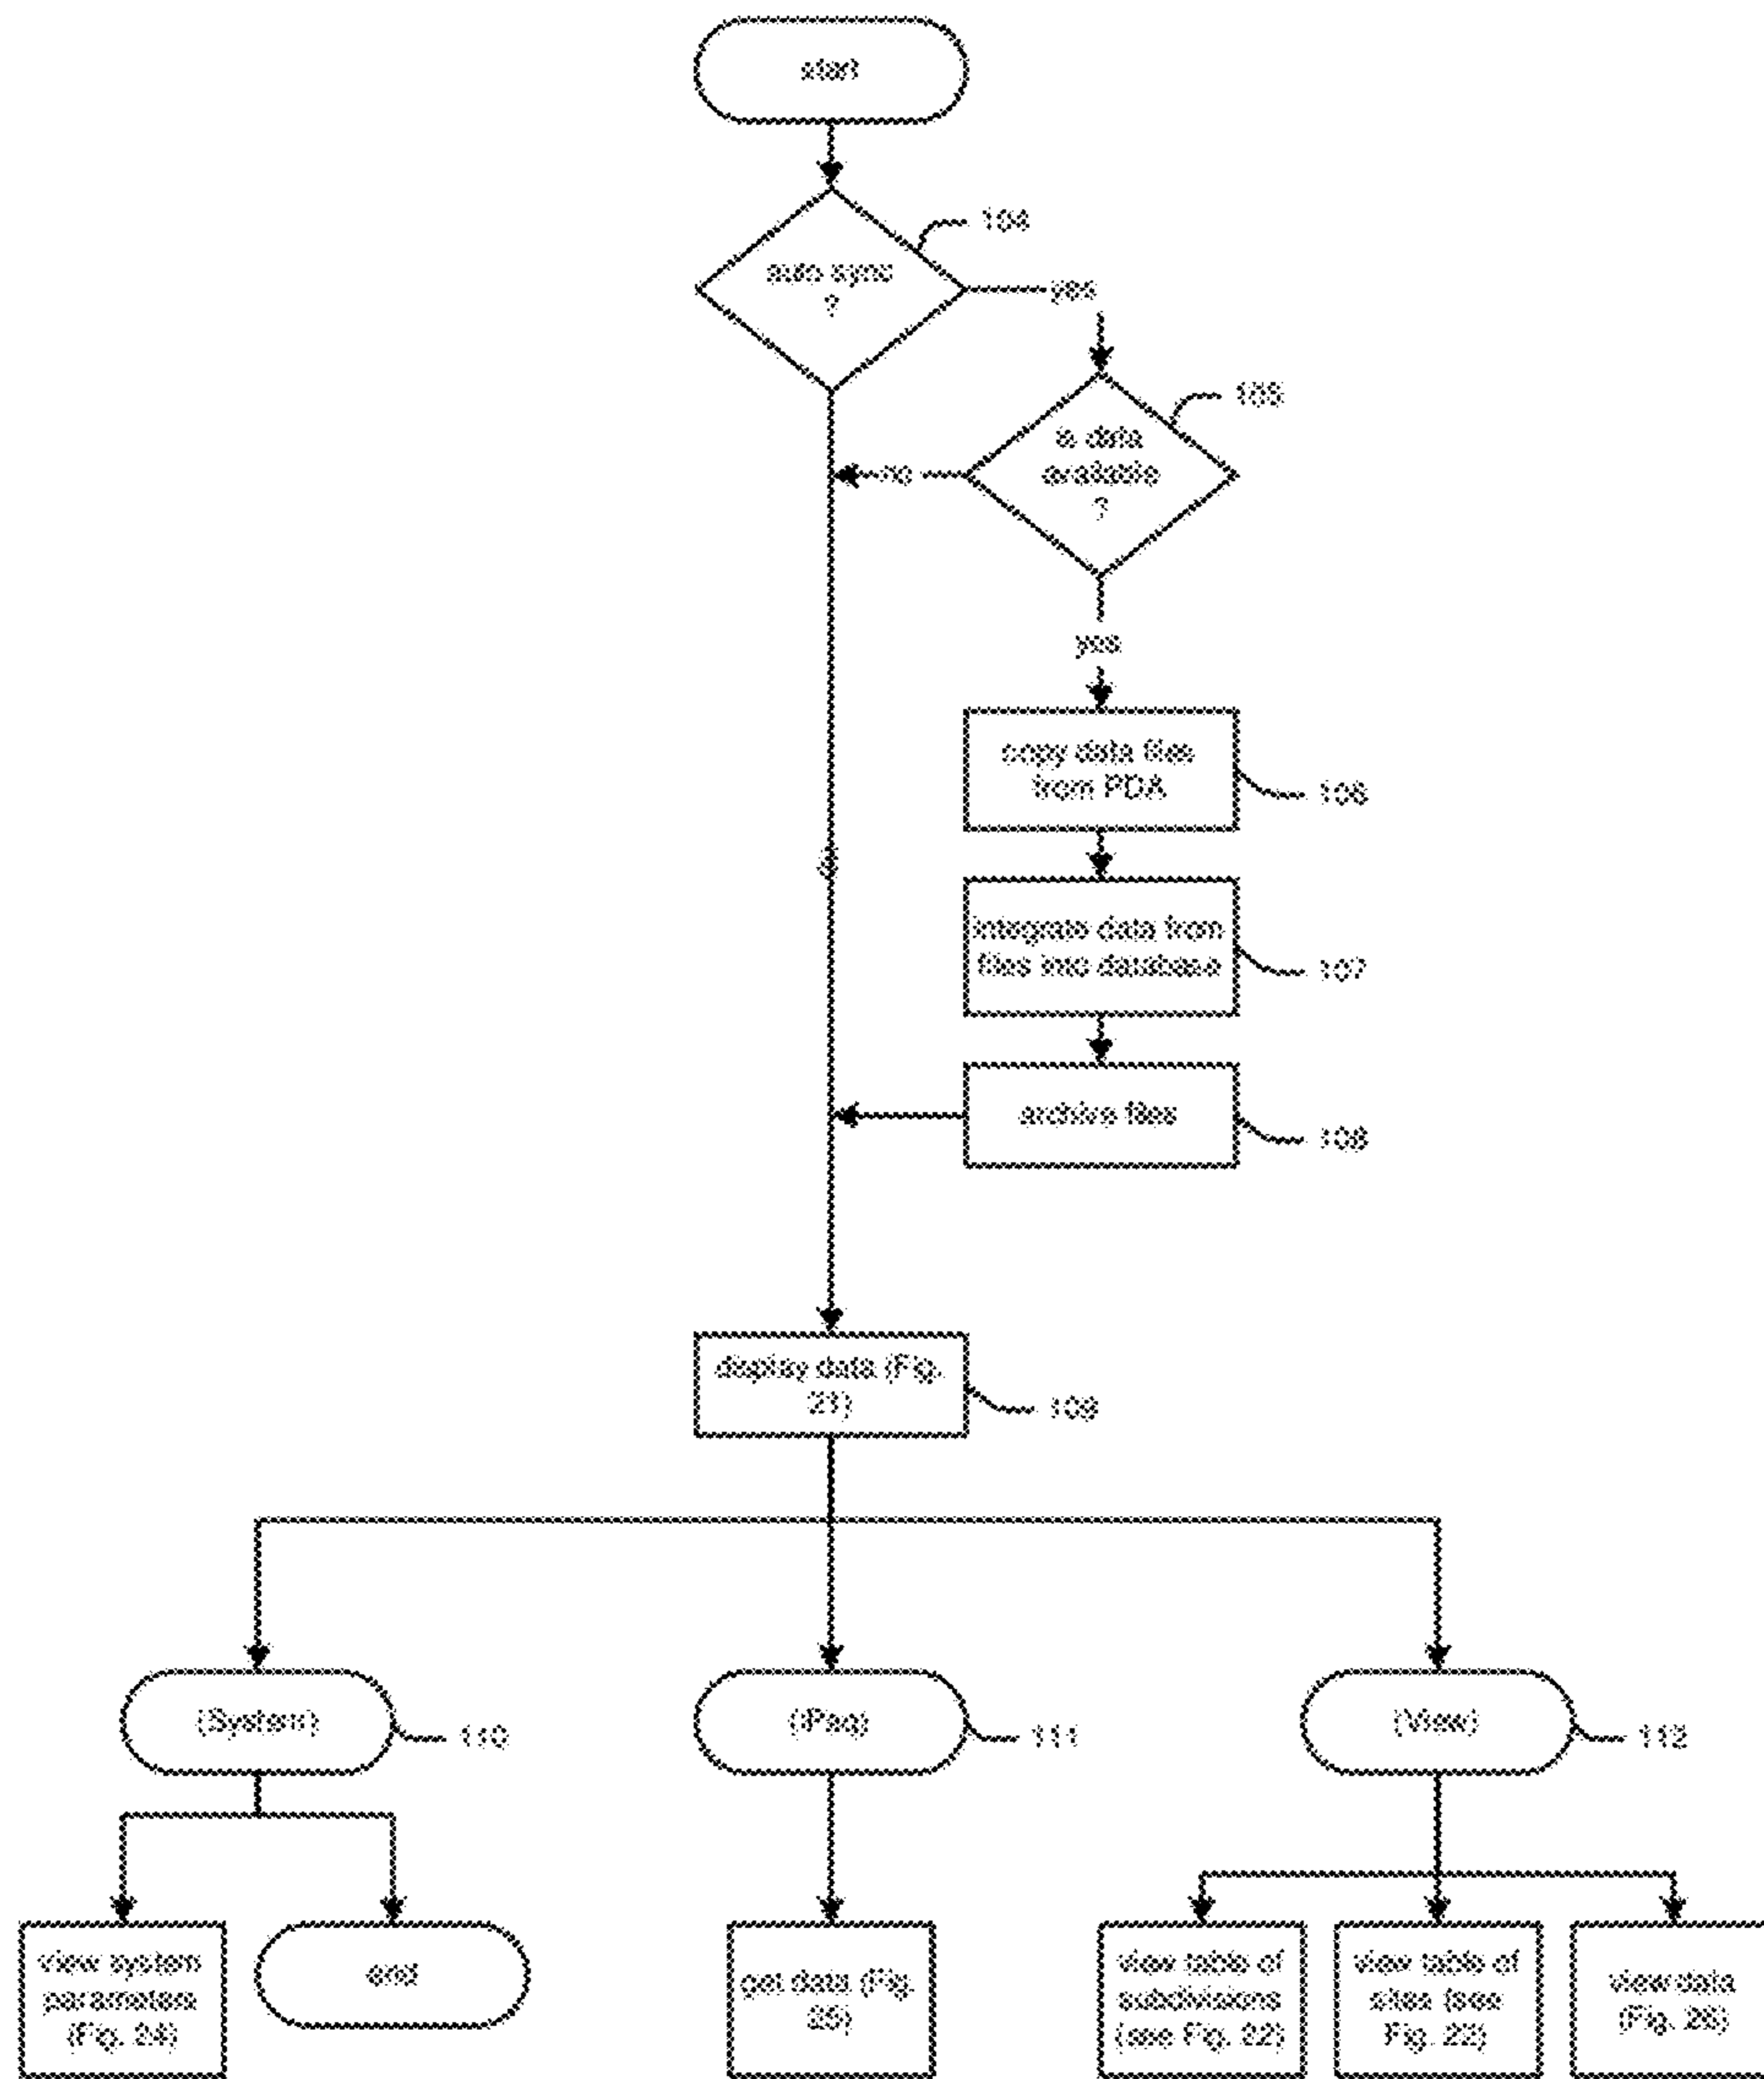 start
104
auto sync
?
yes
105
is data
available
?
no
yes
copy data files
from PDA
106
integrate data from
files into database
107
archive files
108
display data (Fig.
21)
109
(System)
110
(iPaq)
111
(View)
112
view system
parameters
(Fig. 24)
end
get data (Fig.
25)
view table of
subdivisions
(see Fig. 22)
view table of
sites (see
Fig. 23)
view data
(Fig. 26)